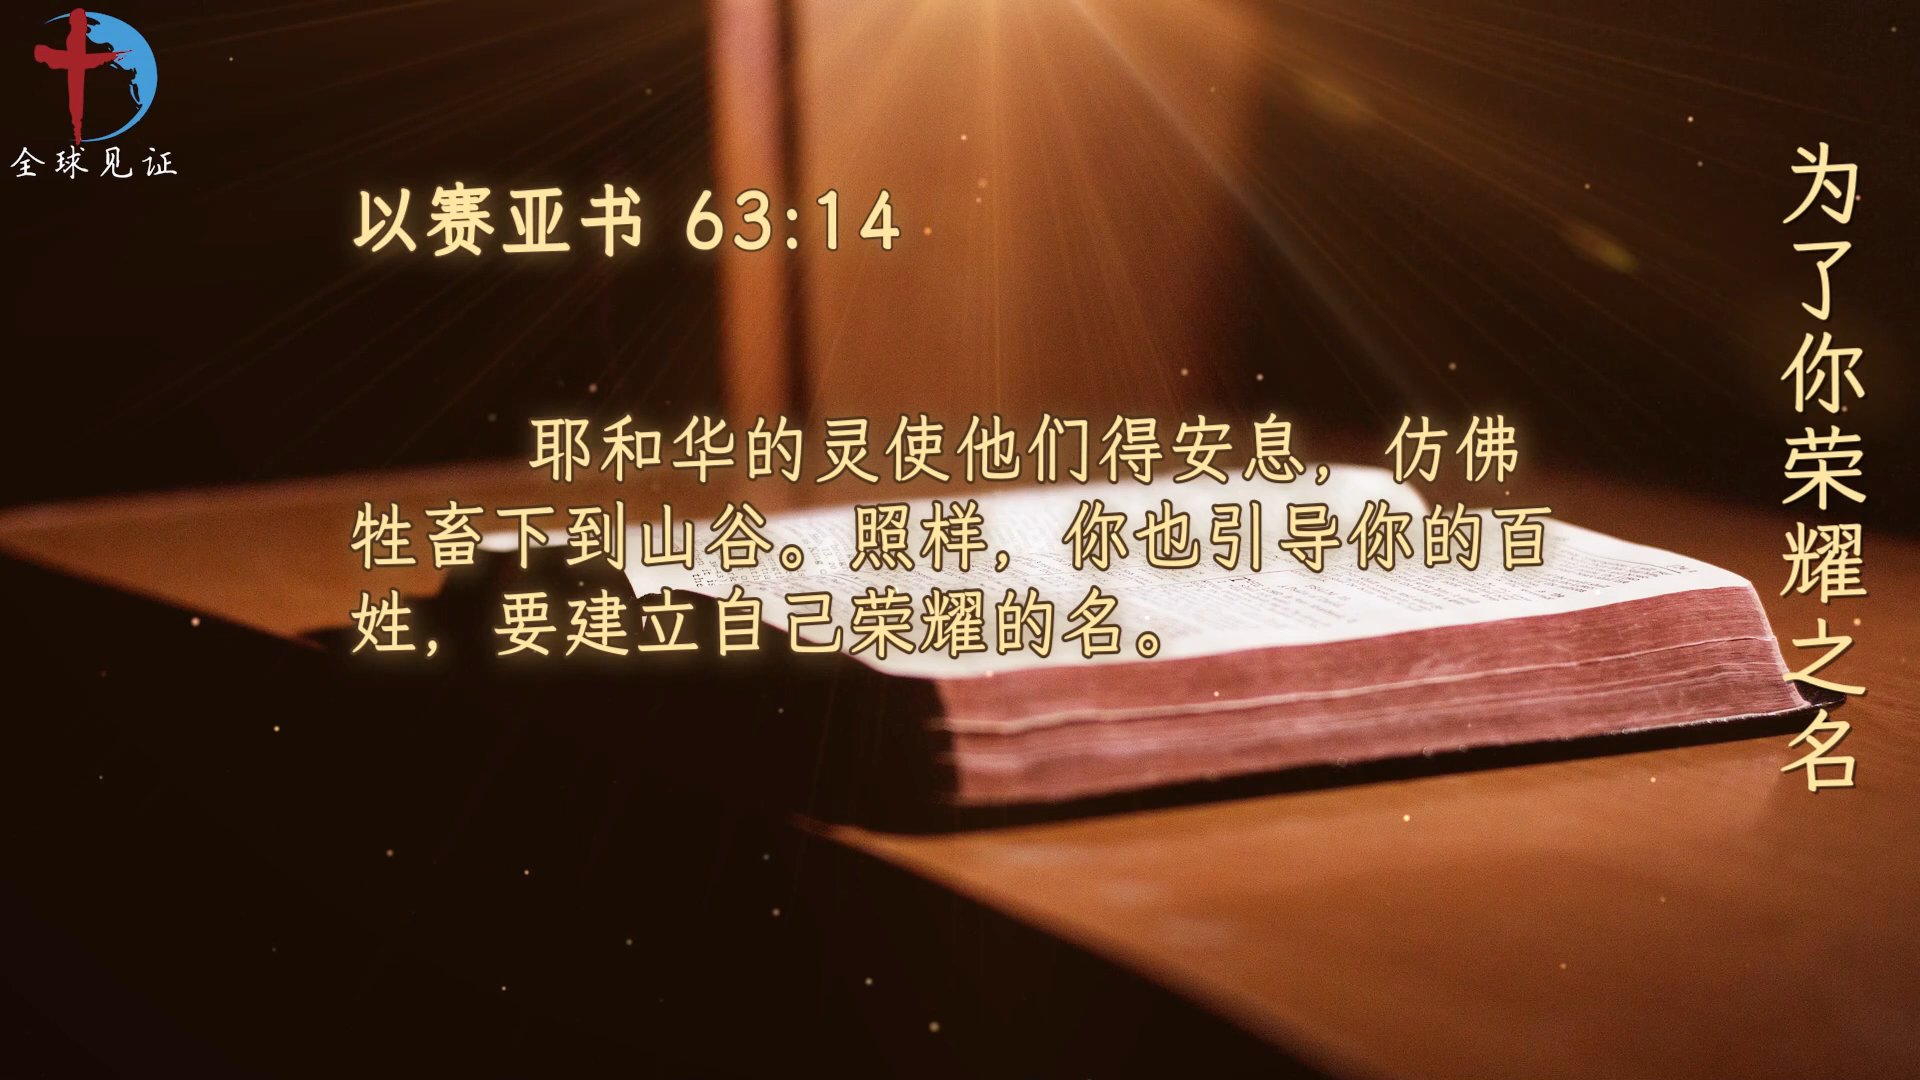 全球见证
以赛亚书 63:14
耶和华的灵使他们得安息，仿佛
牲畜下到山谷。照样，你也引导你的百
姓，要建立自己荣耀的名。
为了你荣耀之名